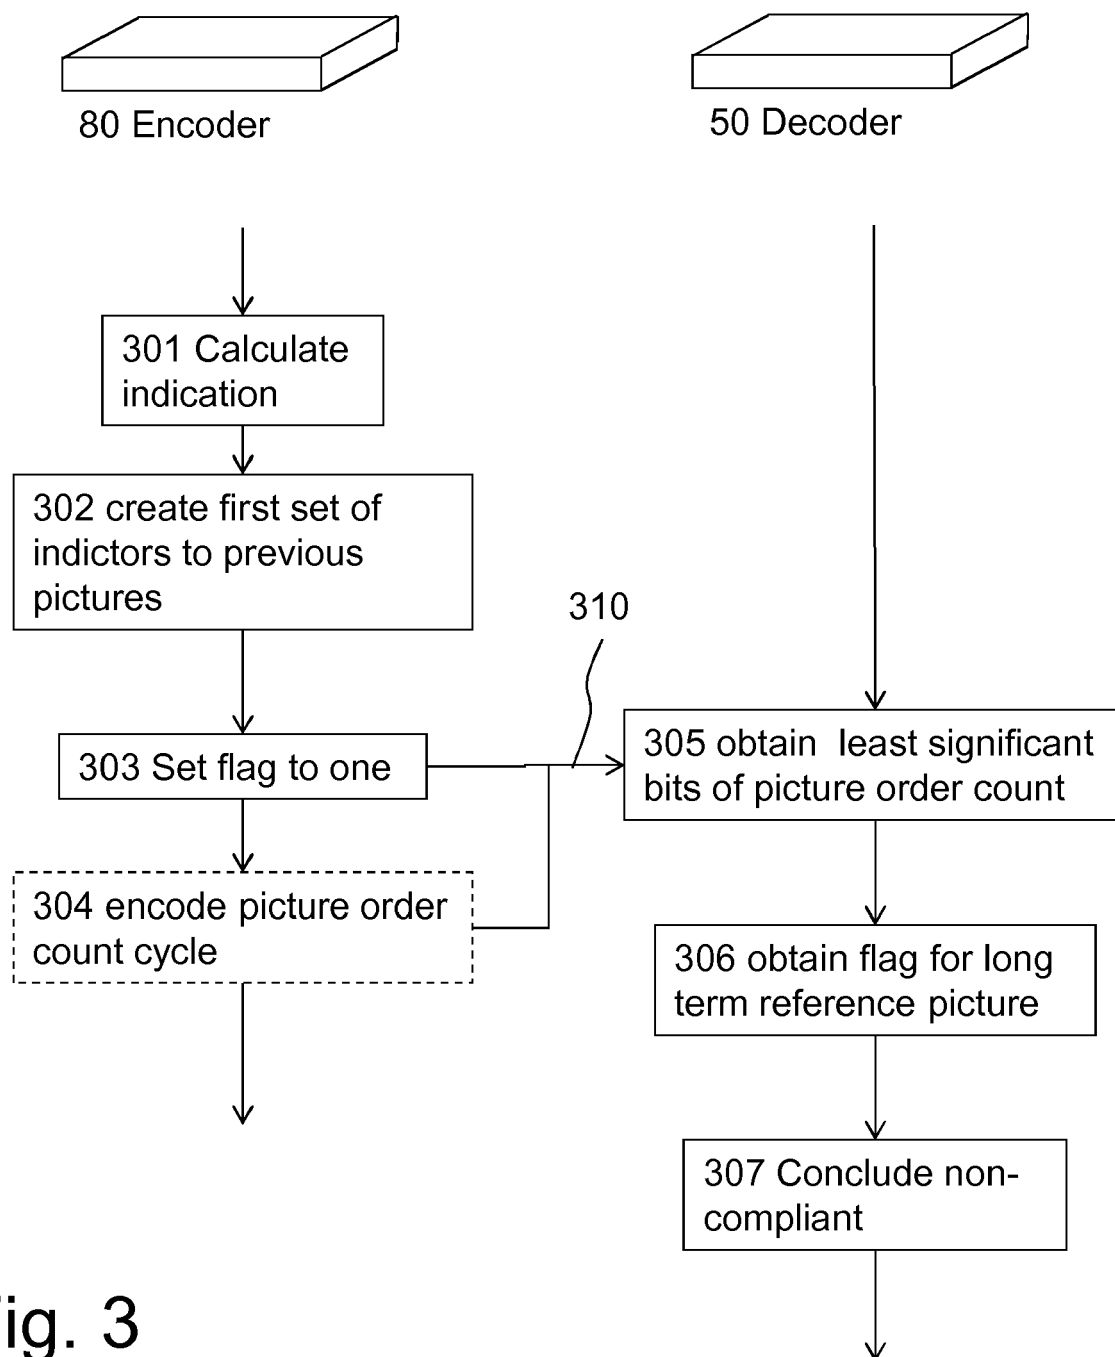 80 Encoder
50 Decoder
301 Calculate
indication
302 create first set of
indictors to previous
pictures
310
303 Set flag to one
305 obtain least significant
bits of picture order count
304 encode picture order
count cycle
306 obtain flag for long
term reference picture
307 Conclude non-
compliant
ig. 3